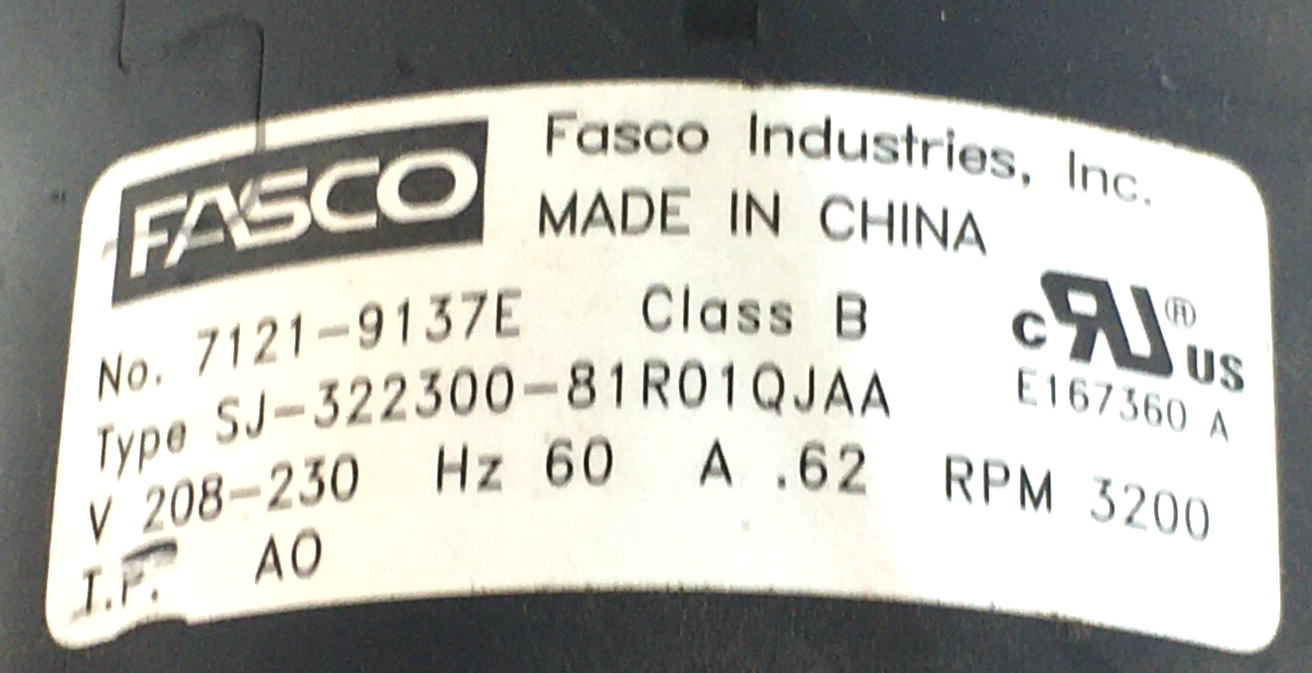 FASCO
Fasco Industries, Inc.
MADE IN CHINA
No. 7121-9137E Class B
Type SJ-322300-81R01QJAA
V 208-230 Hz 60 A .62 RPM 3200
I.P. AO
c RU ® US
E167360 A